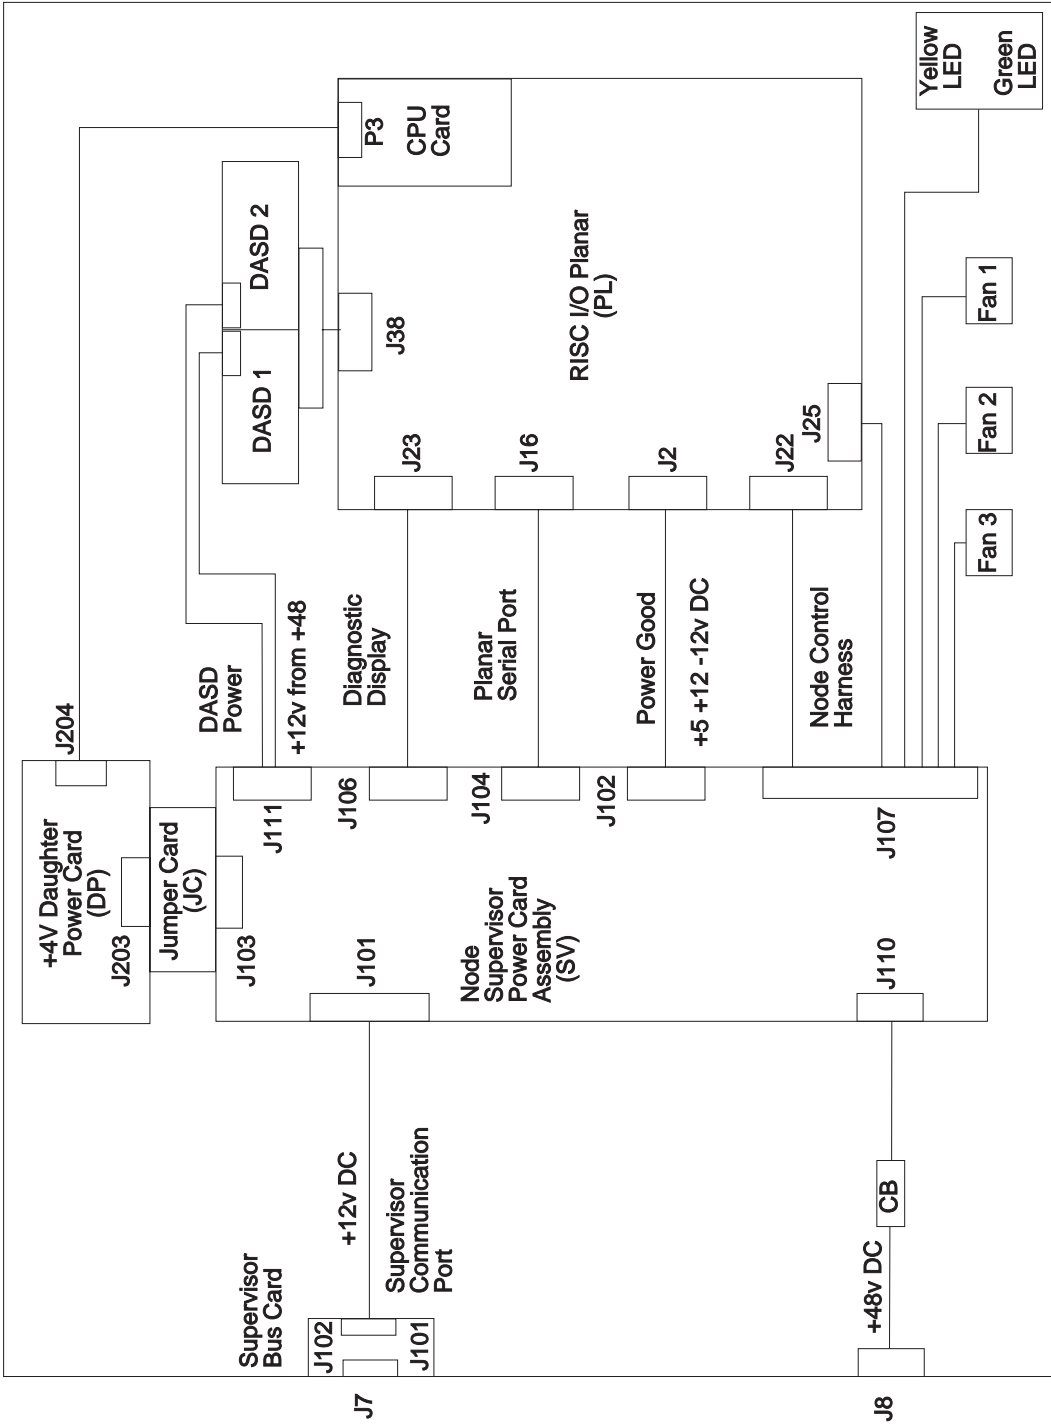 +4V Daughter
Power Card
(DP)
J203
J204
Jumper Card
(JC)
J103
DASD
Power
+12v from +48
J111
DASD 1
DASD 2
P3
CPU
Card
J38
RISC I/O Planar
(PL)
J23
J16
J2
J22
J25
Diagnostic
Display
J106
Planar
Serial Port
J104
Power Good
+5 +12 -12v DC
J102
Node Control
Harness
J107
Node
Supervisor
Power Card
Assembly
(SV)
J101
J110
+12v DC
Supervisor
Communication
Port
Supervisor
Bus Card
J102
J101
J7
CB
+48v DC
J8
Yellow
LED
Green
LED
Fan 1
Fan 2
Fan 3